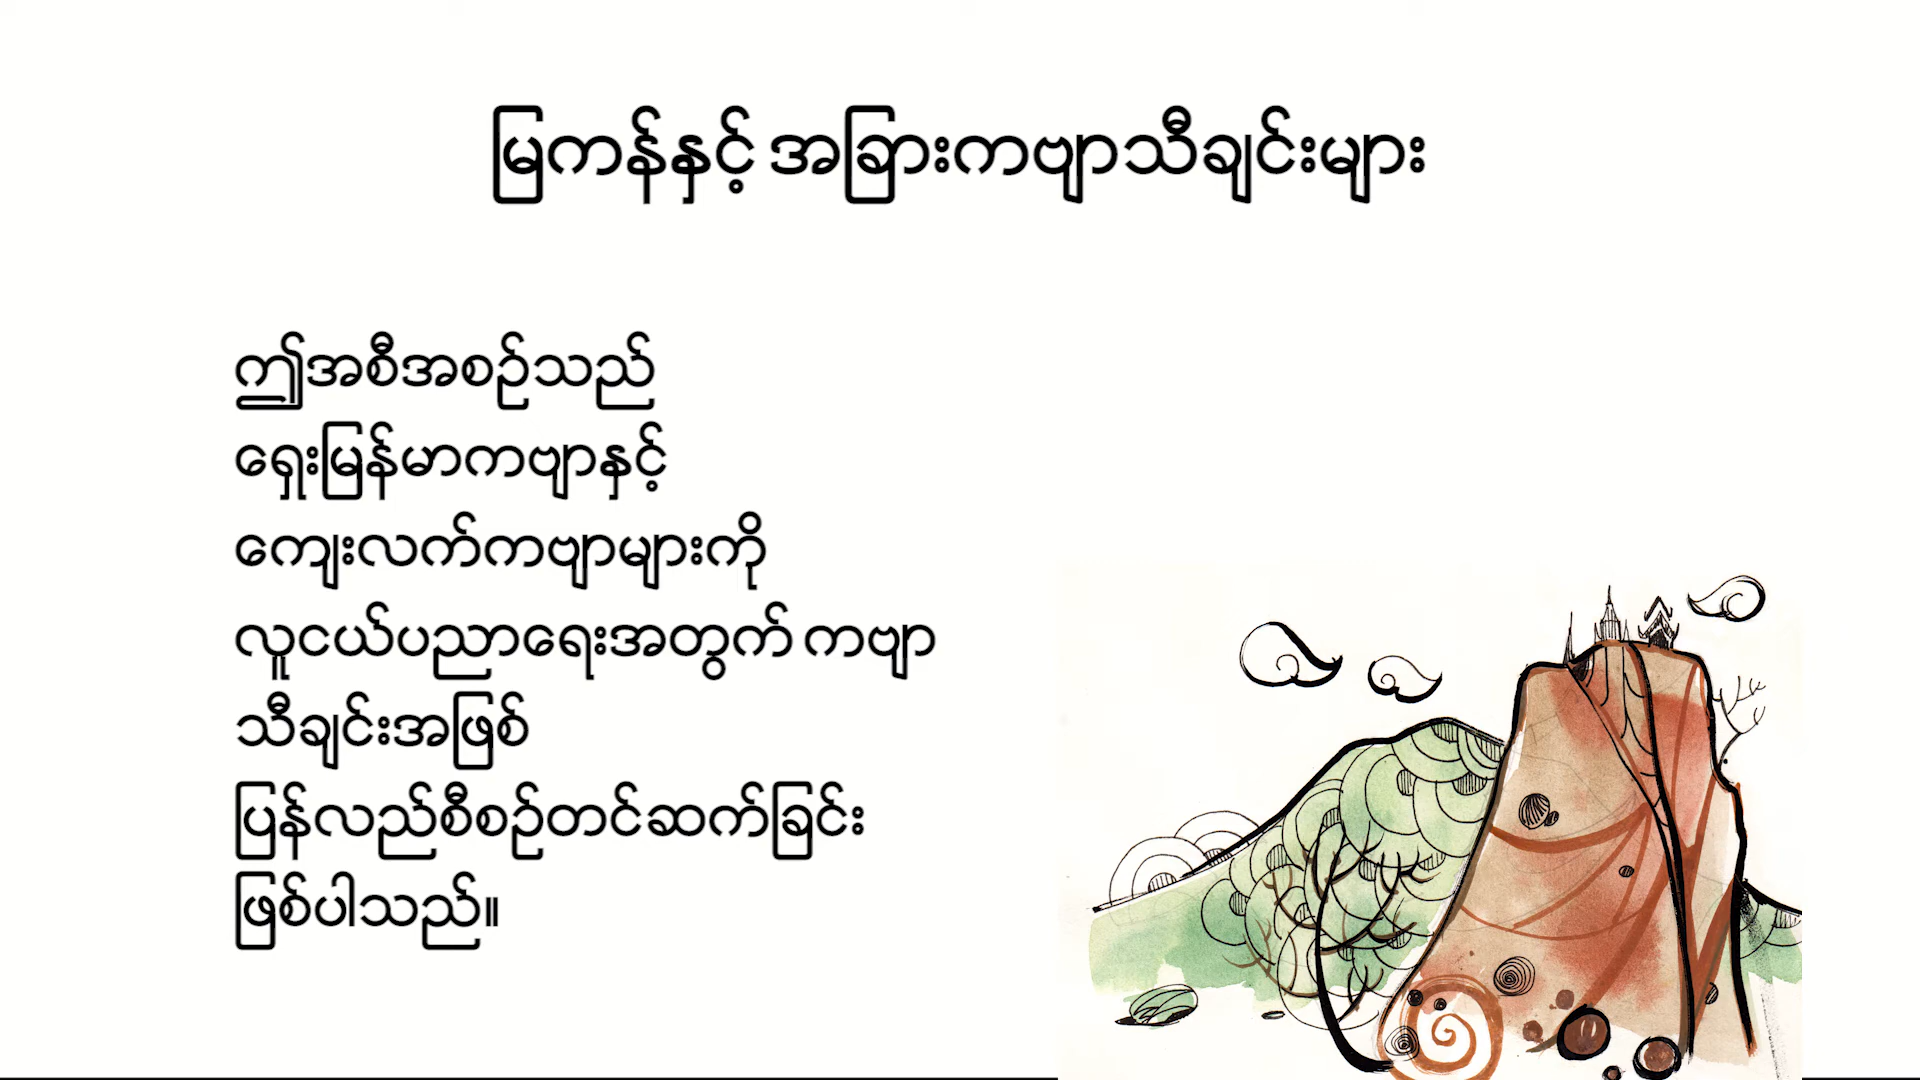 မြကန်နှင့် အခြားကဗျာသီချင်းများ
ဤအစီအစဉ်သည်
ရှေးမြန်မာကဗျာနှင့်
ကျေးလက်ကဗျာများကို
လူငယ်ပညာရေးအတွက် ကဗျာ
သီချင်းအဖြစ်
ပြန်လည်စီစဉ်တင်ဆက်ခြင်း
ဖြစ်ပါသည်။